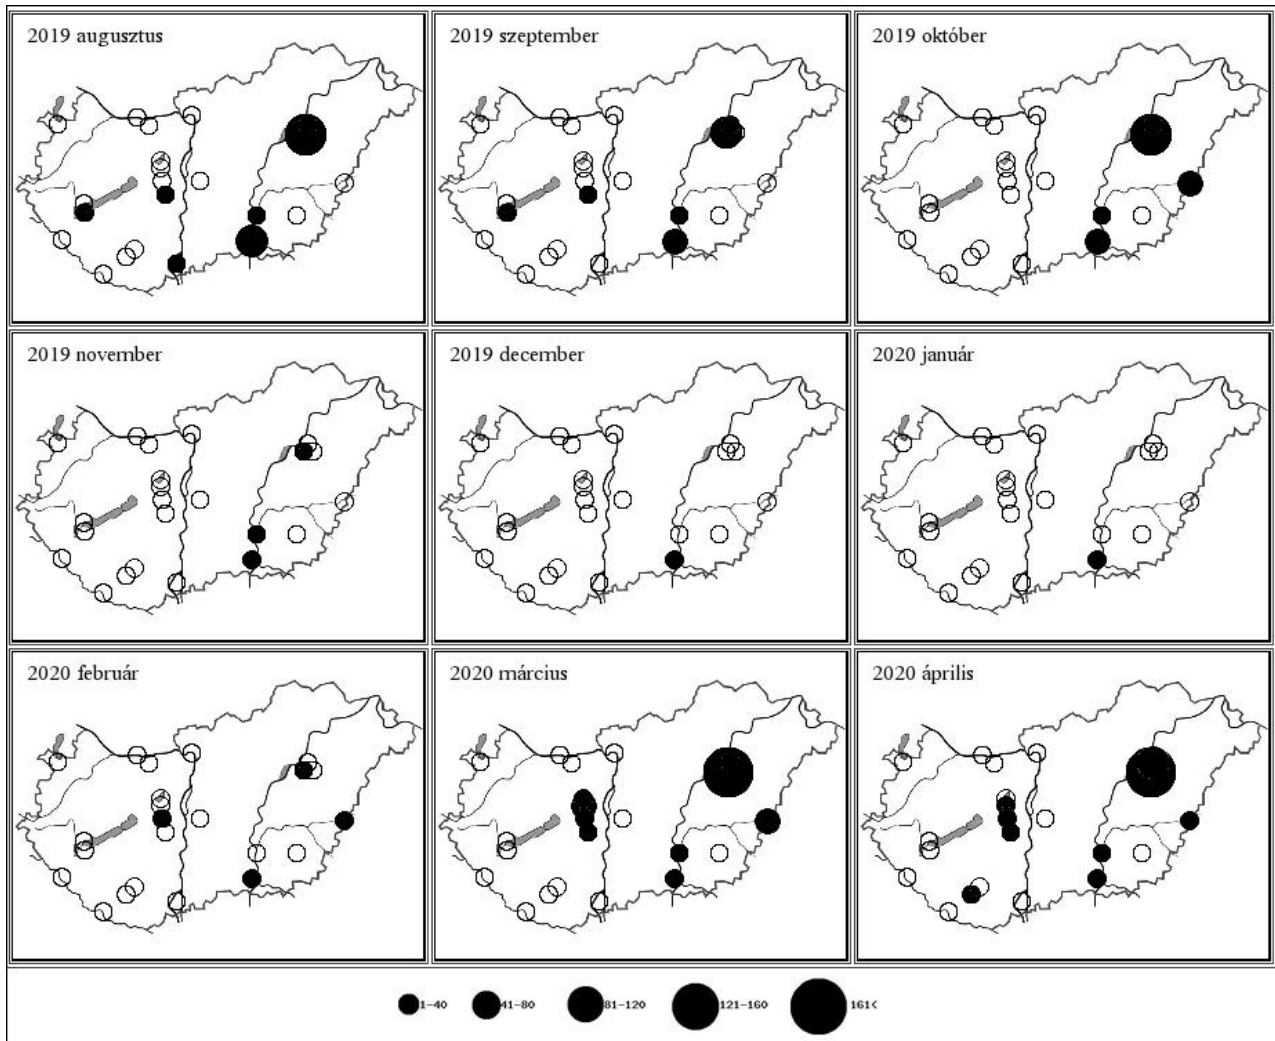 2019 augusztus
2019 szeptember
2019 október
2019 november
2019 december
2020 január
2020 február
2020 március
2020 április
1-40 41-80 81-120 121-160 161<